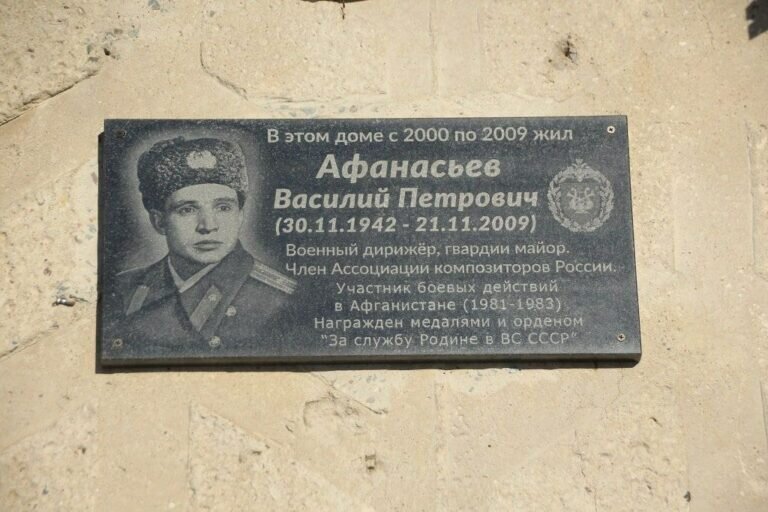 В этом доме с 2000 по 2009 жил
Афанасьев
Василий Петрович
(30.11.1942 - 21.11.2009)
Военный дирижёр, гвардии майор.
Член Ассоциации композиторов России.
Участник боевых действий
в Афганистане (1981-1983)
Награжден медалями и орденом
"За службу Родине в ВС СССР"